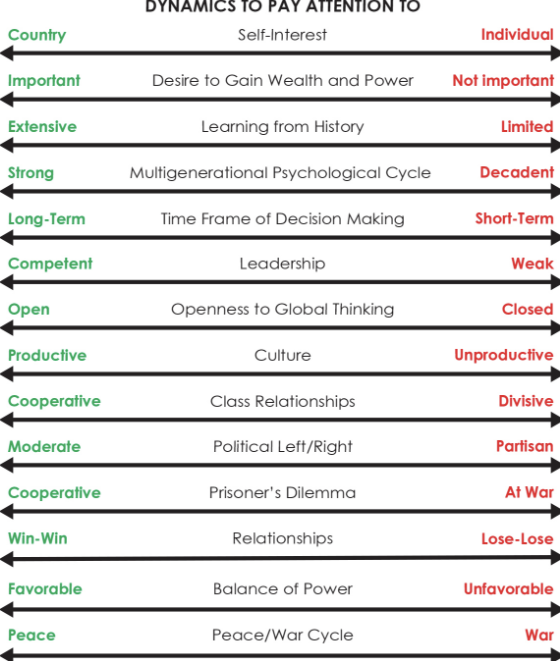 DYNAMICS TO PAY ATTENTION TO
Country Self-Interest Individual
Important Desire to Gain Wealth and Power Not important
Extensive Learning from History Limited
Strong Multigenerational Psychological Cycle Decadent
Long-Term Time Frame of Decision Making Short-Term
Competent Leadership Weak
Open Openness to Global Thinking Closed
Productive Culture Unproductive
Cooperative Class Relationships Divisive
Moderate Political Left/Right Partisan
Cooperative Prisoner’s Dilemma At War
Win-Win Relationships Lose-Lose
Favorable Balance of Power Unfavorable
Peace Peace/War Cycle War